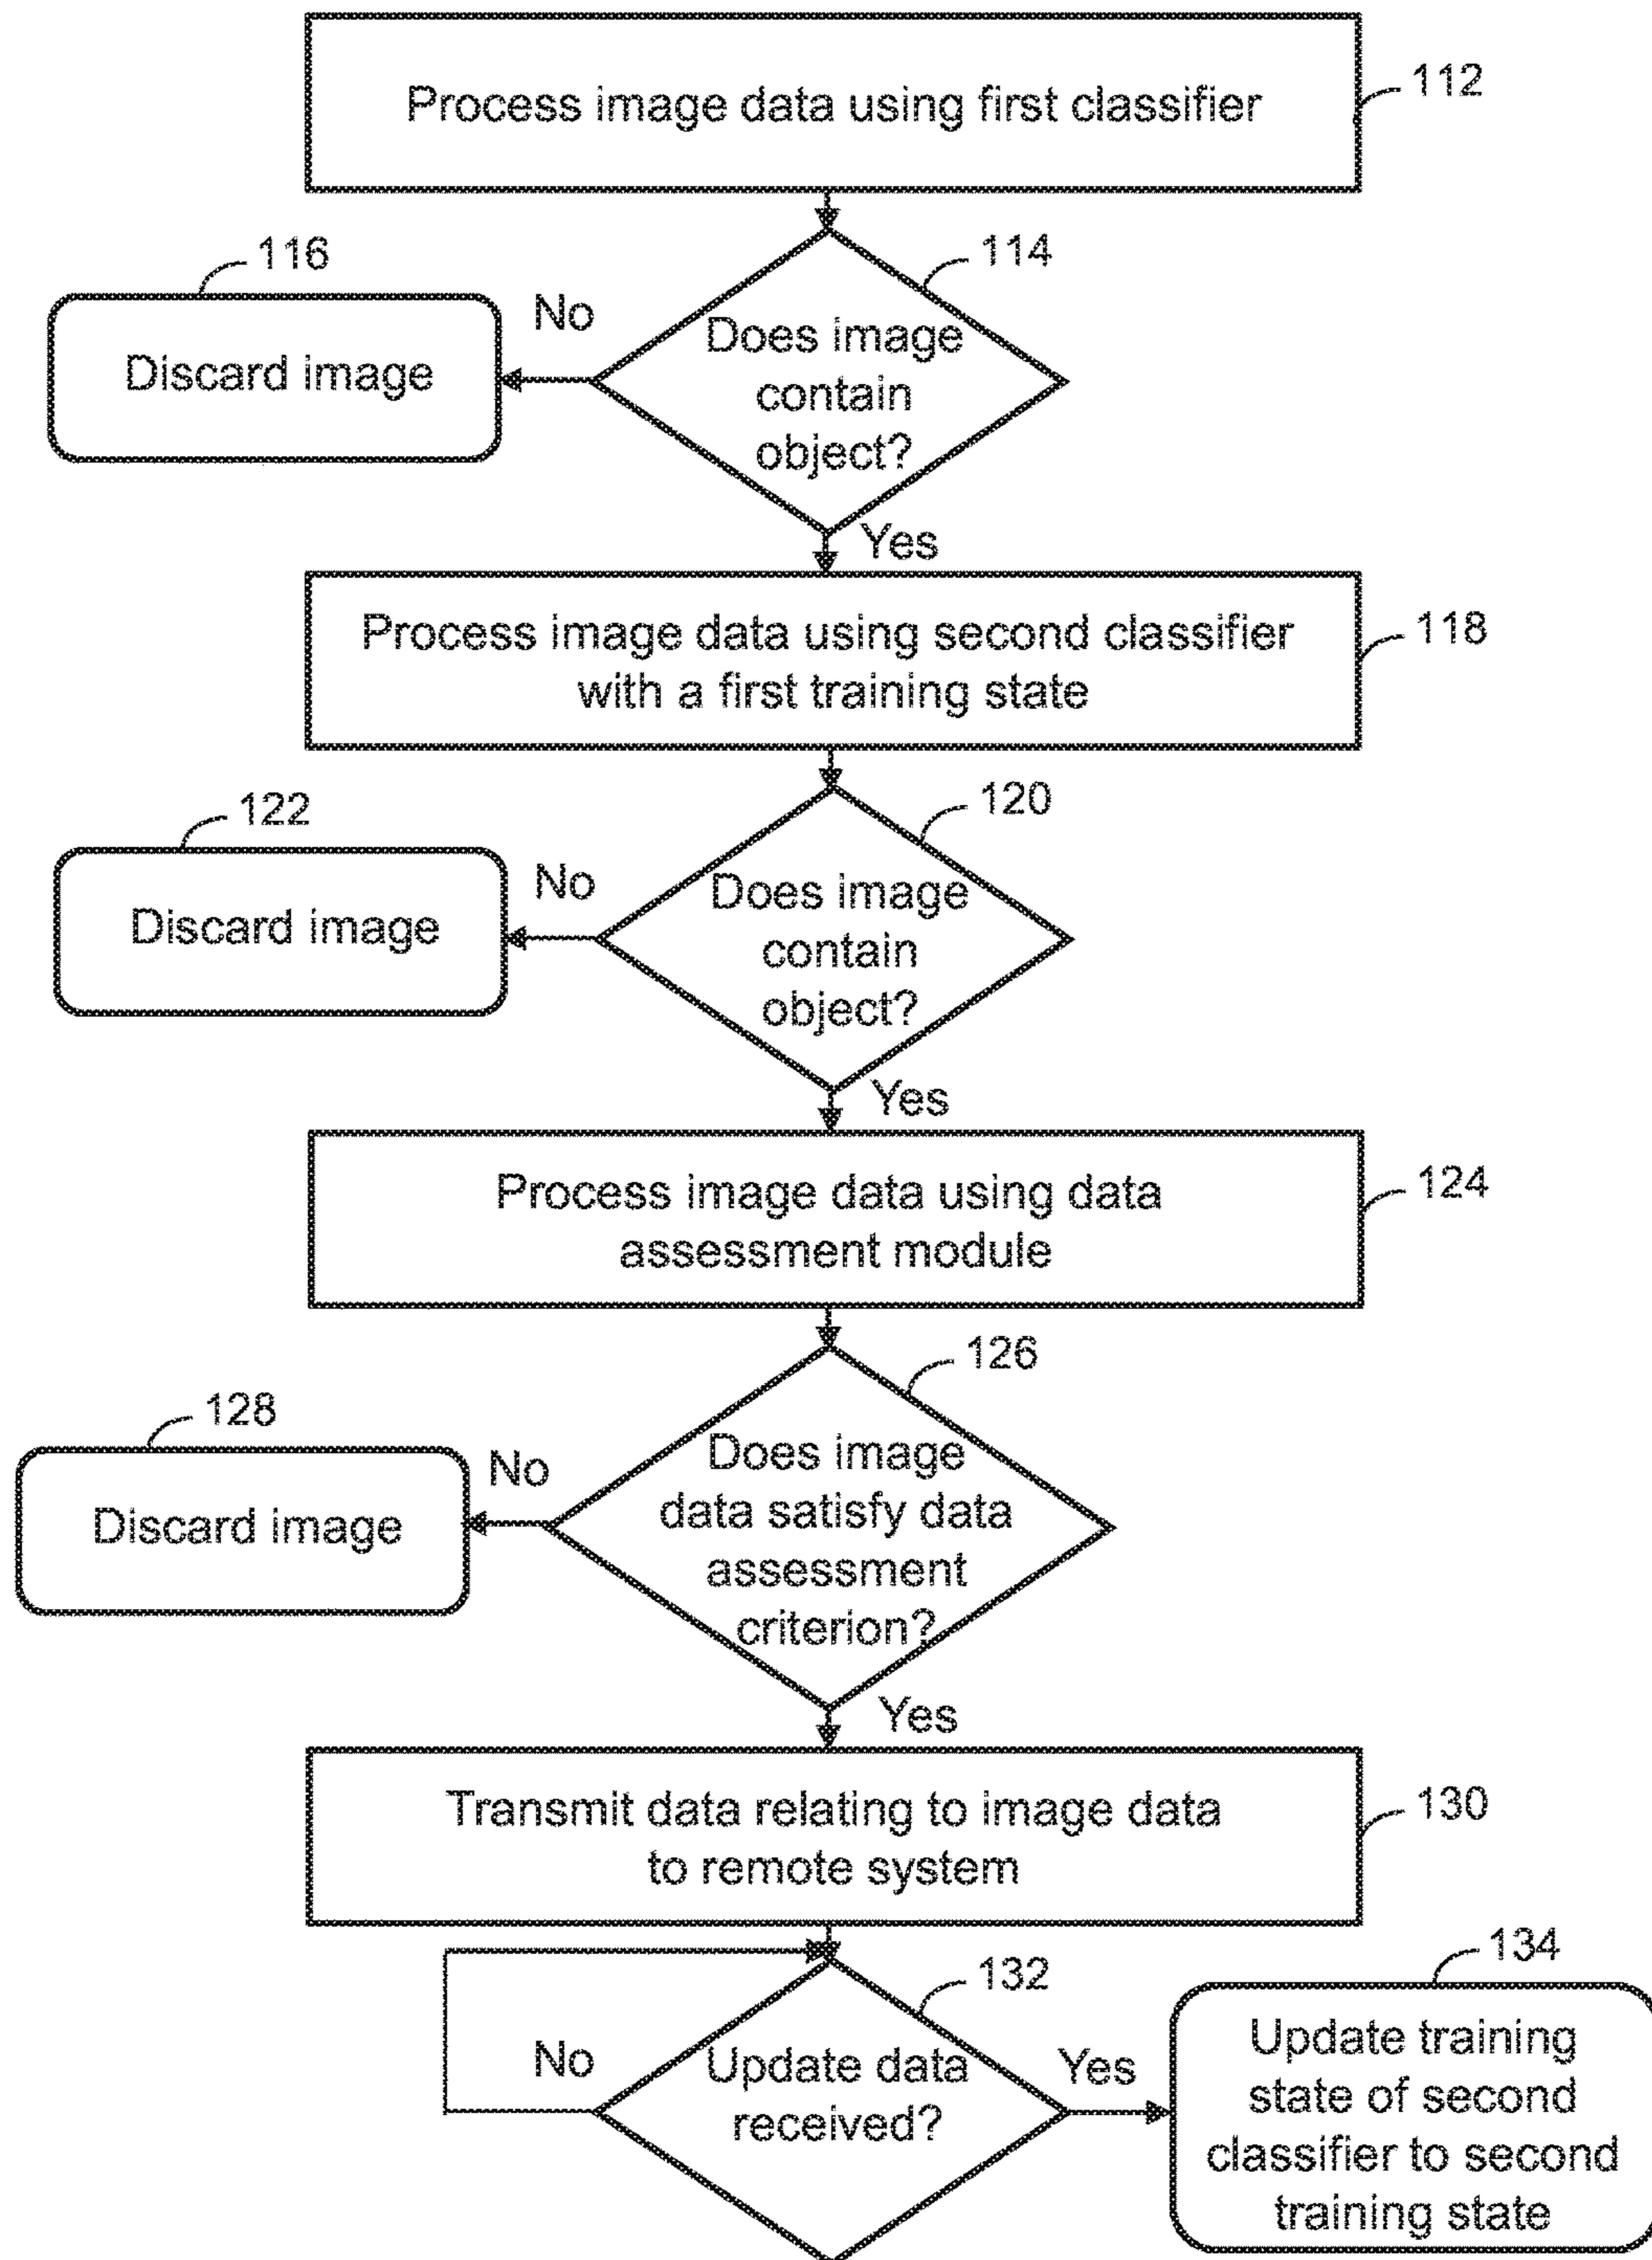 Process image data using first classifier
112
114
116
No
Does image
contain
object?
Discard image
Yes
Process image data using second classifier
with a first training state
118
120
122
No
Does image
contain
object?
Discard image
Yes
Process image data using data
assessment module
124
126
128
No
Does image
data satisfy data
assessment
criterion?
Discard image
Yes
Transmit data relating to image data
to remote system
130
132
134
No
Update data
received?
Yes
Update training
state of second
classifier to second
training state